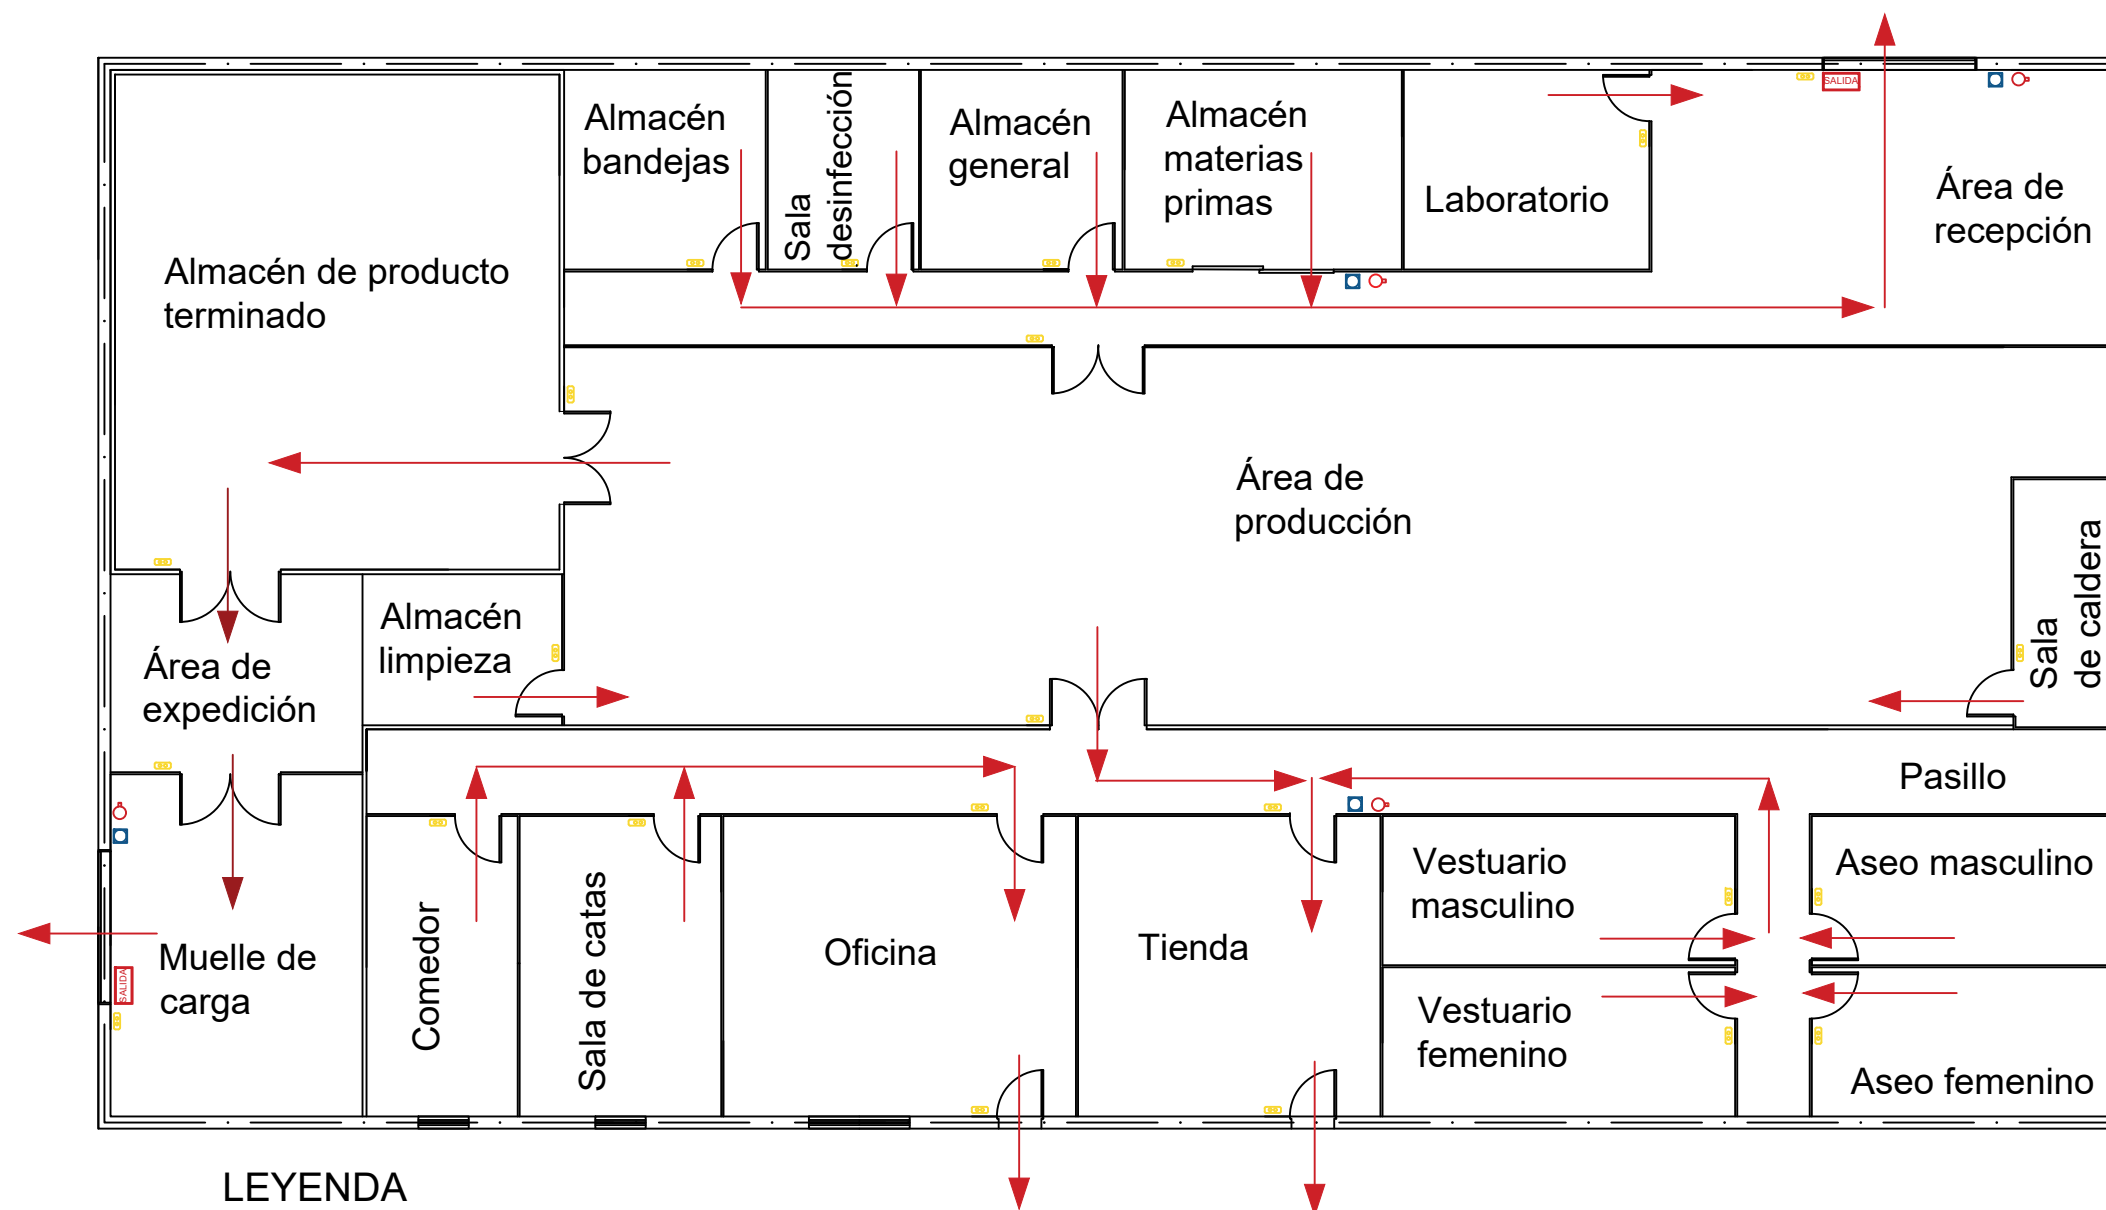 SALIDA
Almacén
bandejas
Sala
desinfección
Almacén
general
Almacén
materias
primas
Laboratorio
Área de
recepción
Almacén de producto
terminado
Área de
producción
Sala
de caldera
Almacén
limpieza
Área de
expedición
Pasillo
Vestuario
masculino
Aseo masculino
Muelle de
carga
SALIDA
Comedor
Sala de catas
Oficina
Tienda
Vestuario
femenino
Aseo femenino
LEYENDA